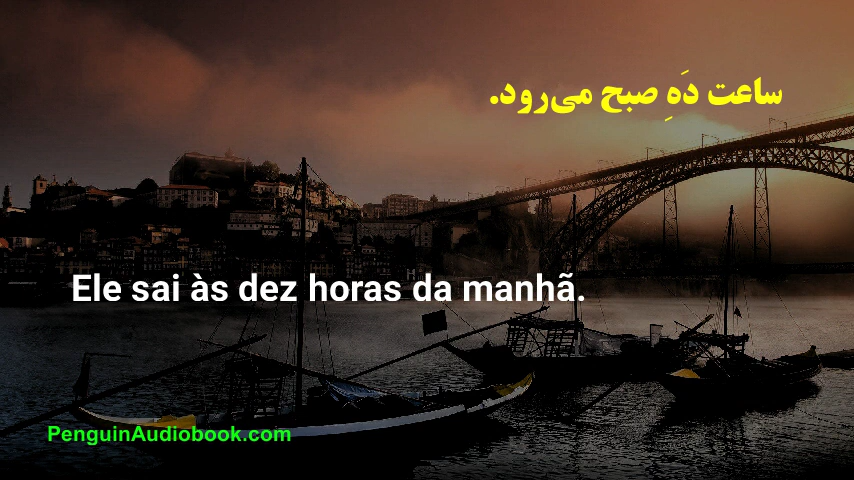 ساعت دَهِ صبح می‌رود.
Ele sai às dez horas da manhã.
PenguinAudiobook.com